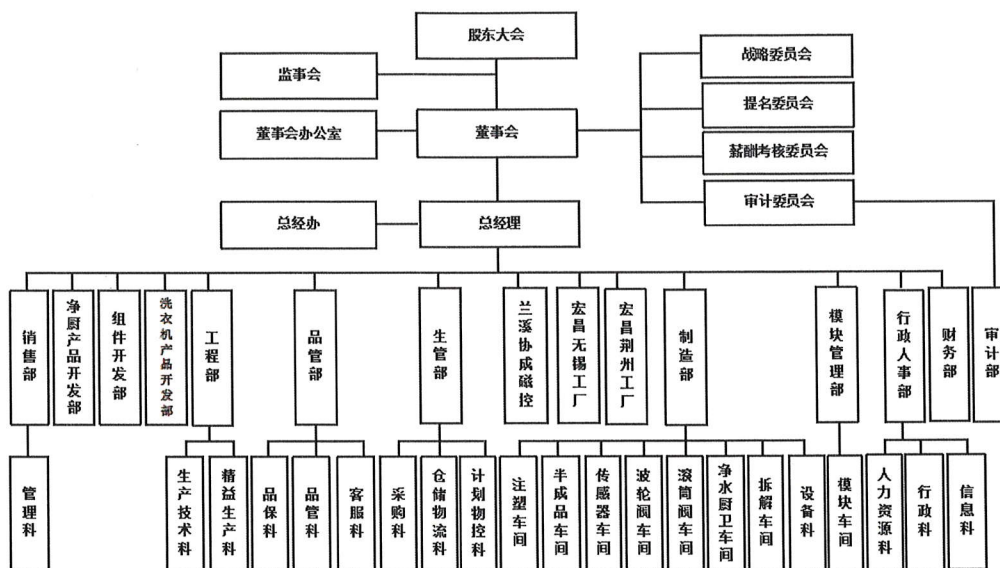 股东大会
监事会
战略委员会
提名委员会
董事会办公室
董事会
薪酬考核委员会
审计委员会
总经办
总经理
销售部
净厨产品开发部
组件开发部
洗衣机产品开发部
工程部
品管部
生管部
兰溪协成磁控
宏昌无锡工厂
宏昌荆州工厂
制造部
模块管理部
行政人事部
财务部
审计部
管理科
生产技术科
精益生产科
品保科
品管科
客服科
采购科
仓储物流科
计划物控科
注塑车间
半成品车间
传感器车间
波轮阀车间
滚筒阀车间
净水厨卫车间
拆解车间
设备科
模块车间
人力资源科
行政科
信息科